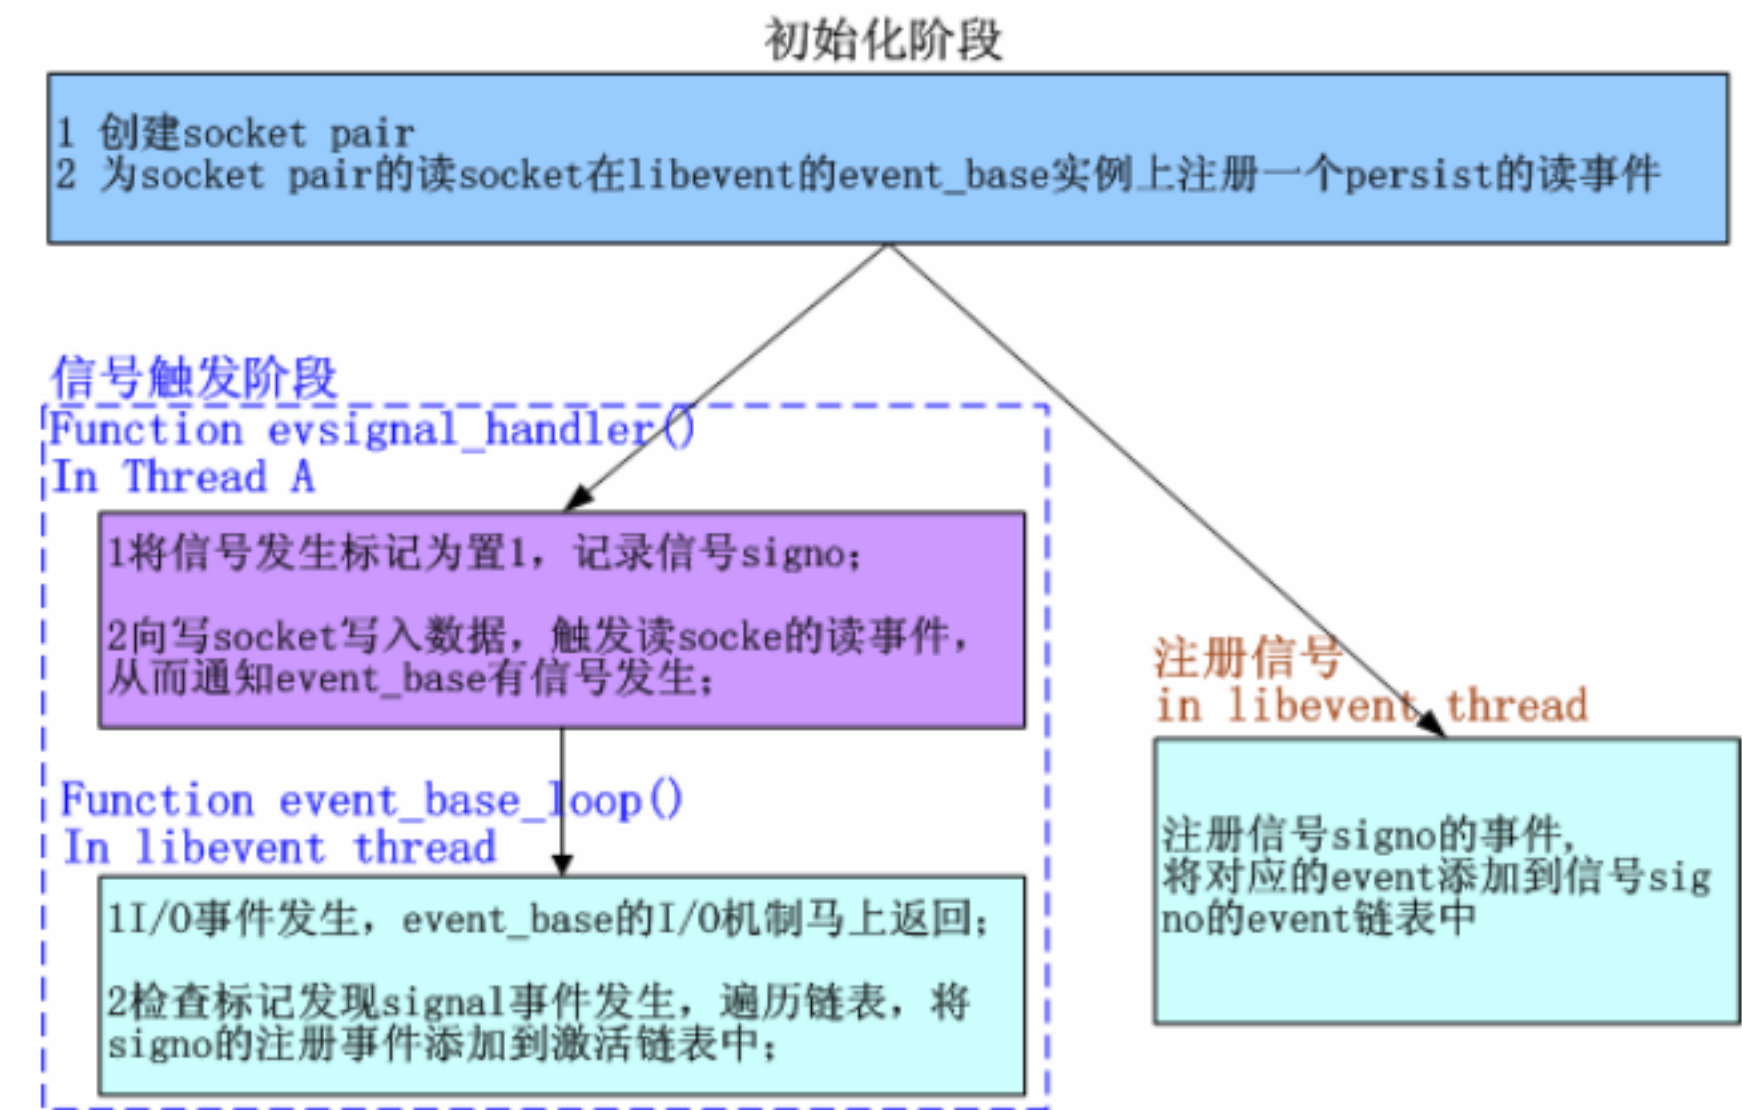 初始化阶段
1 创建socket pair
2 为socket pair的读socket在libevent的event_base实例上注册一个persist的读事件
信号触发阶段
Function evsignal_handler()
In Thread A
1将信号发生标记为置1，记录信号signo；
2向写socket写入数据，触发读socke的读事件，
从而通知event_base有信号发生；
Function event_base_loop()
In libevent thread
1I/O事件发生，event_base的I/O机制马上返回；
2检查标记发现signal事件发生，遍历链表，将
signo的注册事件添加到激活链表中；
注册信号
in libevent thread
注册信号signo的事件，
将对应的event添加到信号sig
no的event链表中